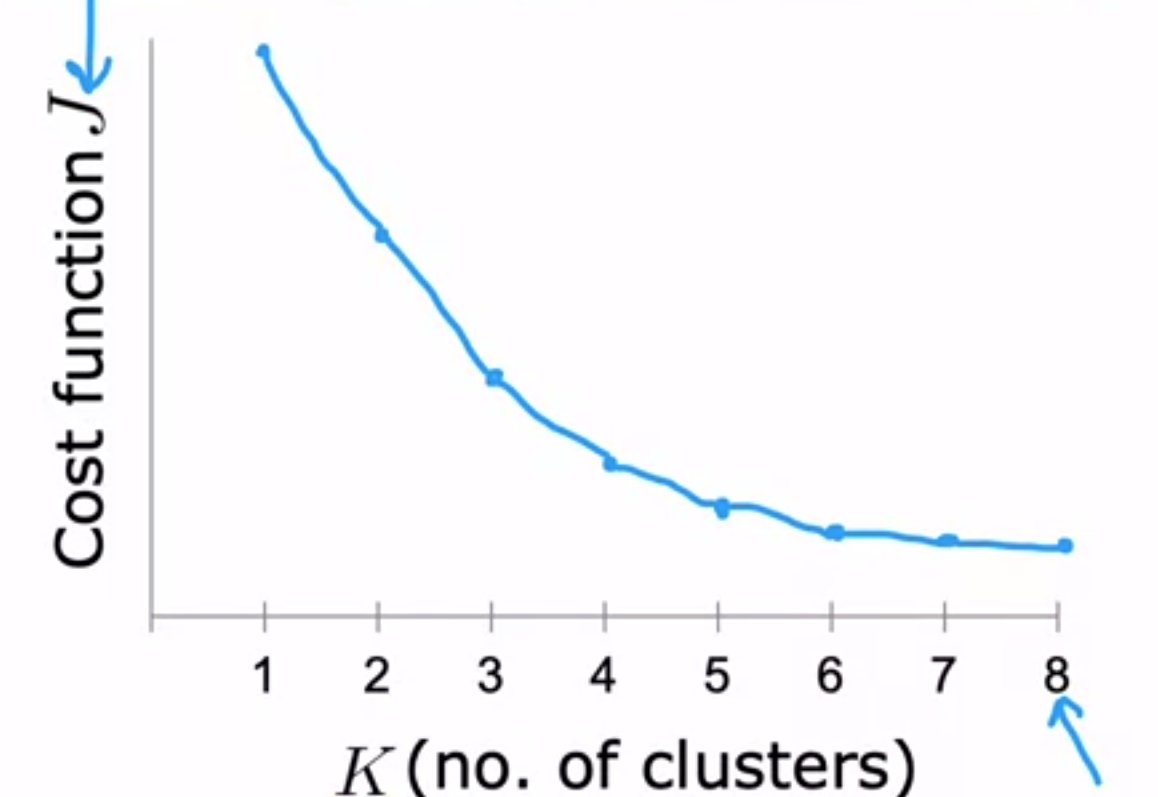 Cost function J
1 2 3 4 5 6 7 8
K (no. of clusters)